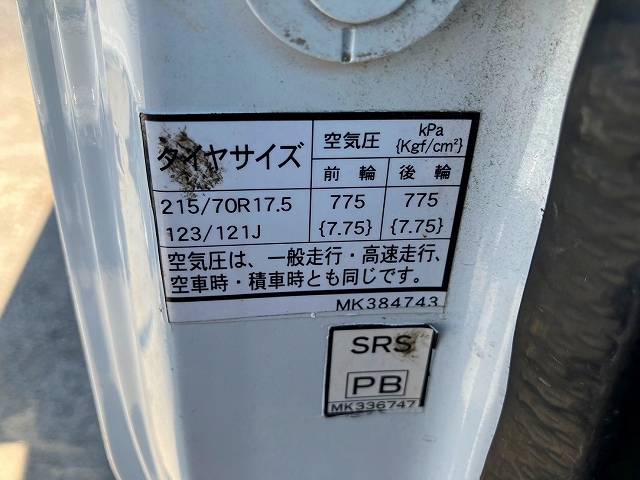 タイヤサイズ 空気圧 kPa {Kgf/cm²}
前輪 後輪
215/70R17.5 775 775
123/121J {7.75} {7.75}
空気圧は、一般走行・高速走行、
空車時・積車時とも同じです。
MK384743
SRS
PB
MK336747